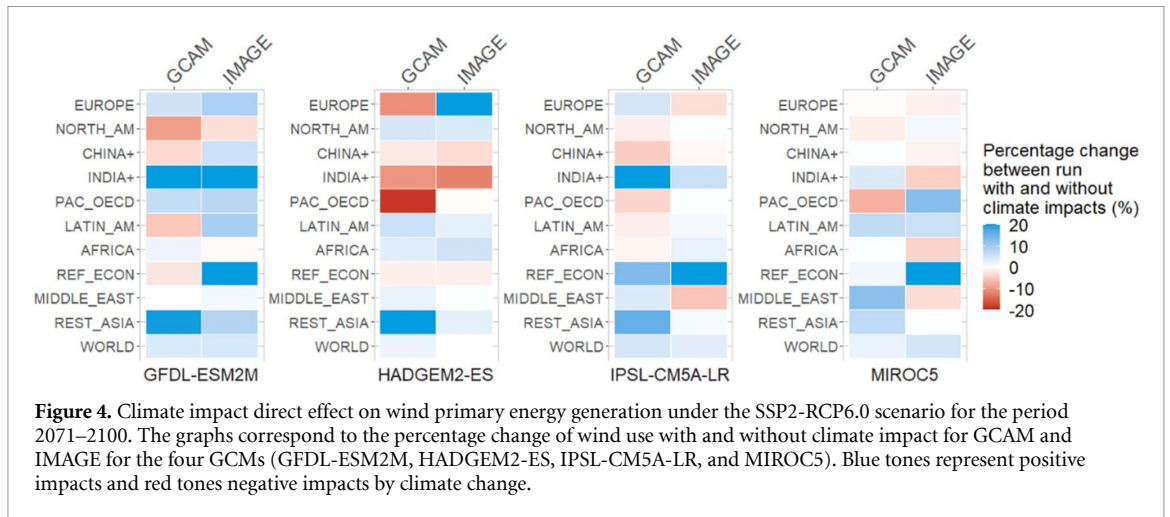 GCAM IMAGE GCAM IMAGE GCAM IMAGE GCAM IMAGE
EUROPE EUROPE EUROPE EUROPE
NORTH_AM NORTH_AM NORTH_AM NORTH_AM
CHINA+ CHINA+ CHINA+ CHINA+
INDIA+ INDIA+ INDIA+ INDIA+
PAC_OECD PAC_OECD PAC_OECD PAC_OECD
LATIN_AM LATIN_AM LATIN_AM LATIN_AM
AFRICA AFRICA AFRICA AFRICA
REF_ECON REF_ECON REF_ECON REF_ECON
MIDDLE_EAST MIDDLE_EAST MIDDLE_EAST MIDDLE_EAST
REST_ASIA REST_ASIA REST_ASIA REST_ASIA
WORLD WORLD WORLD WORLD
GFDL-ESM2M HADGEM2-ES IPSL-CM5A-LR MIROC5
Percentage change
between run
with and without
climate impacts (%)
20
10
0
-10
-20
Figure 4. Climate impact direct effect on wind primary energy generation under the SSP2-RCP6.0 scenario for the period
2071–2100. The graphs correspond to the percentage change of wind use with and without climate impact for GCAM and
IMAGE for the four GCMs (GFDL-ESM2M, HADGEM2-ES, IPSL-CM5A-LR, and MIROC5). Blue tones represent positive
impacts and red tones negative impacts by climate change.